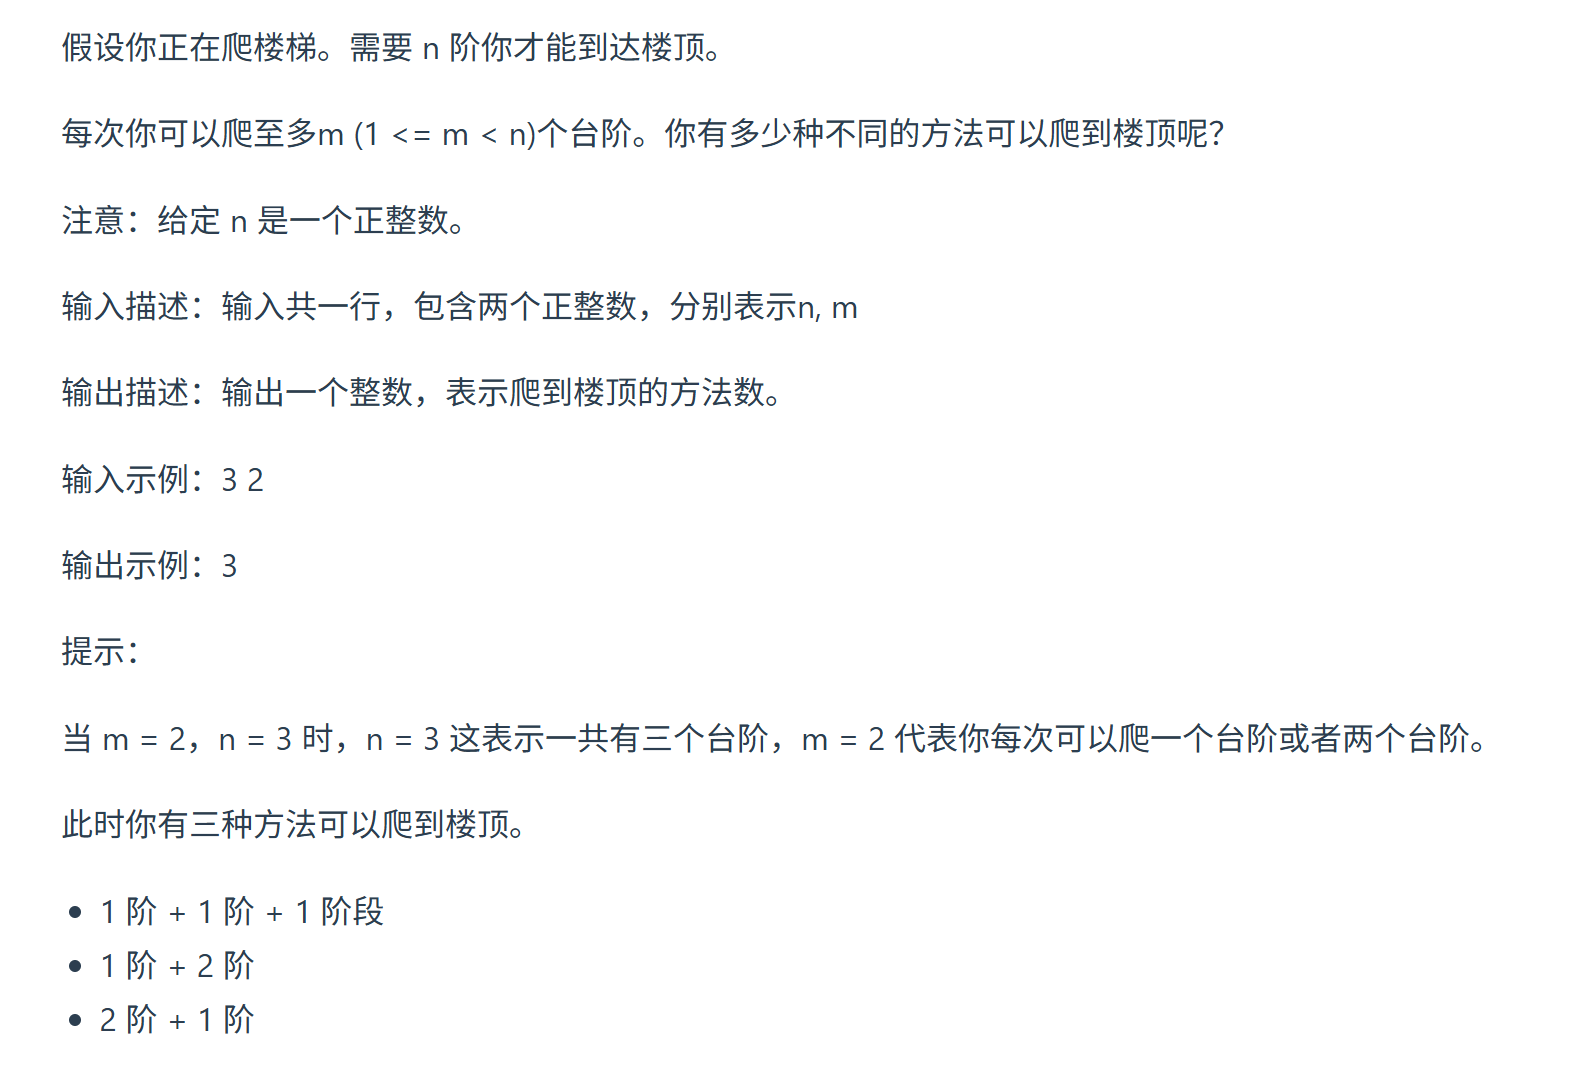 假设你正在爬楼梯。需要 n 阶你才能到达楼顶。
每次你可以爬至多m (1 <= m < n)个台阶。你有多少种不同的方法可以爬到楼顶呢？
注意：给定 n 是一个正整数。
输入描述：输入共一行，包含两个正整数，分别表示n, m
输出描述：输出一个整数，表示爬到楼顶的方法数。
输入示例：3 2
输出示例：3
提示：
当 m = 2，n = 3 时，n = 3 这表示一共有三个台阶，m = 2 代表你每次可以爬一个台阶或者两个台阶。
此时你有三种方法可以爬到楼顶。
• 1 阶 + 1 阶 + 1 阶段
• 1 阶 + 2 阶
• 2 阶 + 1 阶